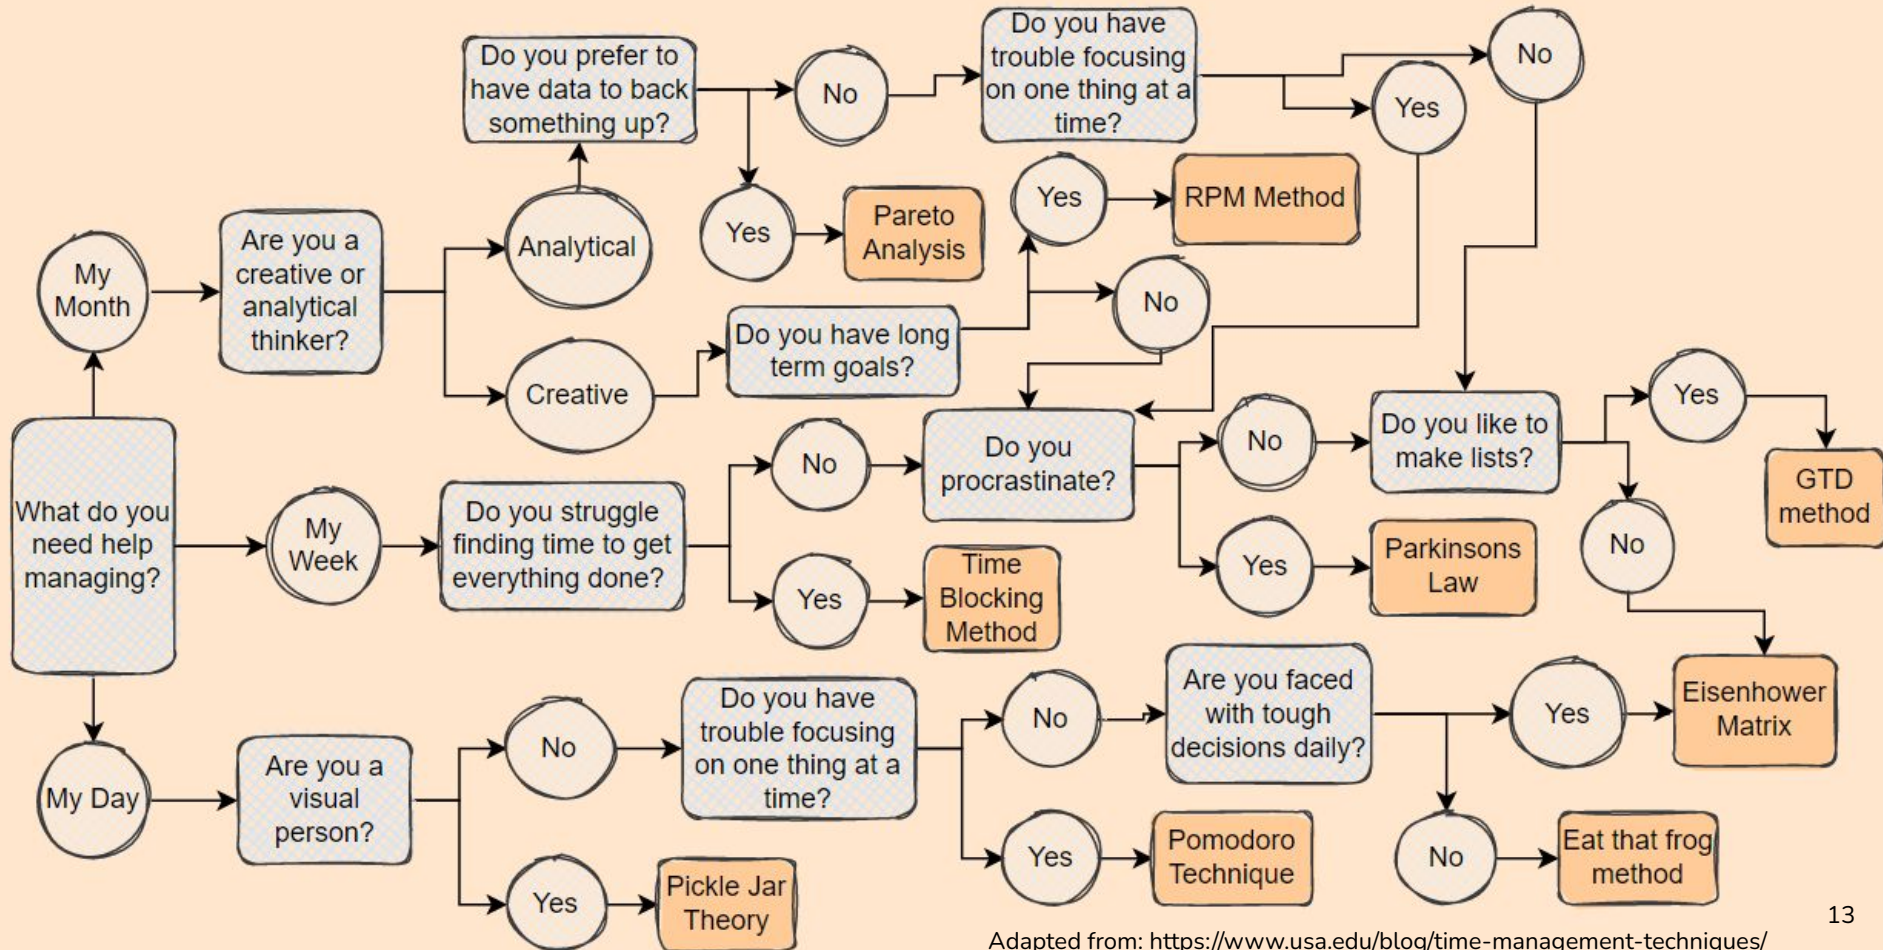 Do you prefer to
have data to back
something up?
No
Do you have
trouble focusing
on one thing at a
time?
No
Yes
My
Month
Are you a
creative or
analytical
thinker?
Analytical
Yes
Pareto
Analysis
Yes
RPM Method
Creative
Do you have long
term goals?
No
What do you
need help
managing?
My
Week
Do you struggle
finding time to get
everything done?
No
Do you
procrastinate?
No
Do you like to
make lists?
Yes
GTD
method
Yes
Time
Blocking
Method
Yes
Parkinsons
Law
No
My Day
Are you a
visual
person?
No
Do you have
trouble focusing
on one thing at a
time?
No
Are you faced
with tough
decisions daily?
Yes
Eisenhower
Matrix
Yes
Pickle Jar
Theory
Yes
Pomodoro
Technique
No
Eat that frog
method
13
Adapted from: https://www.usa.edu/blog/time-management-techniques/